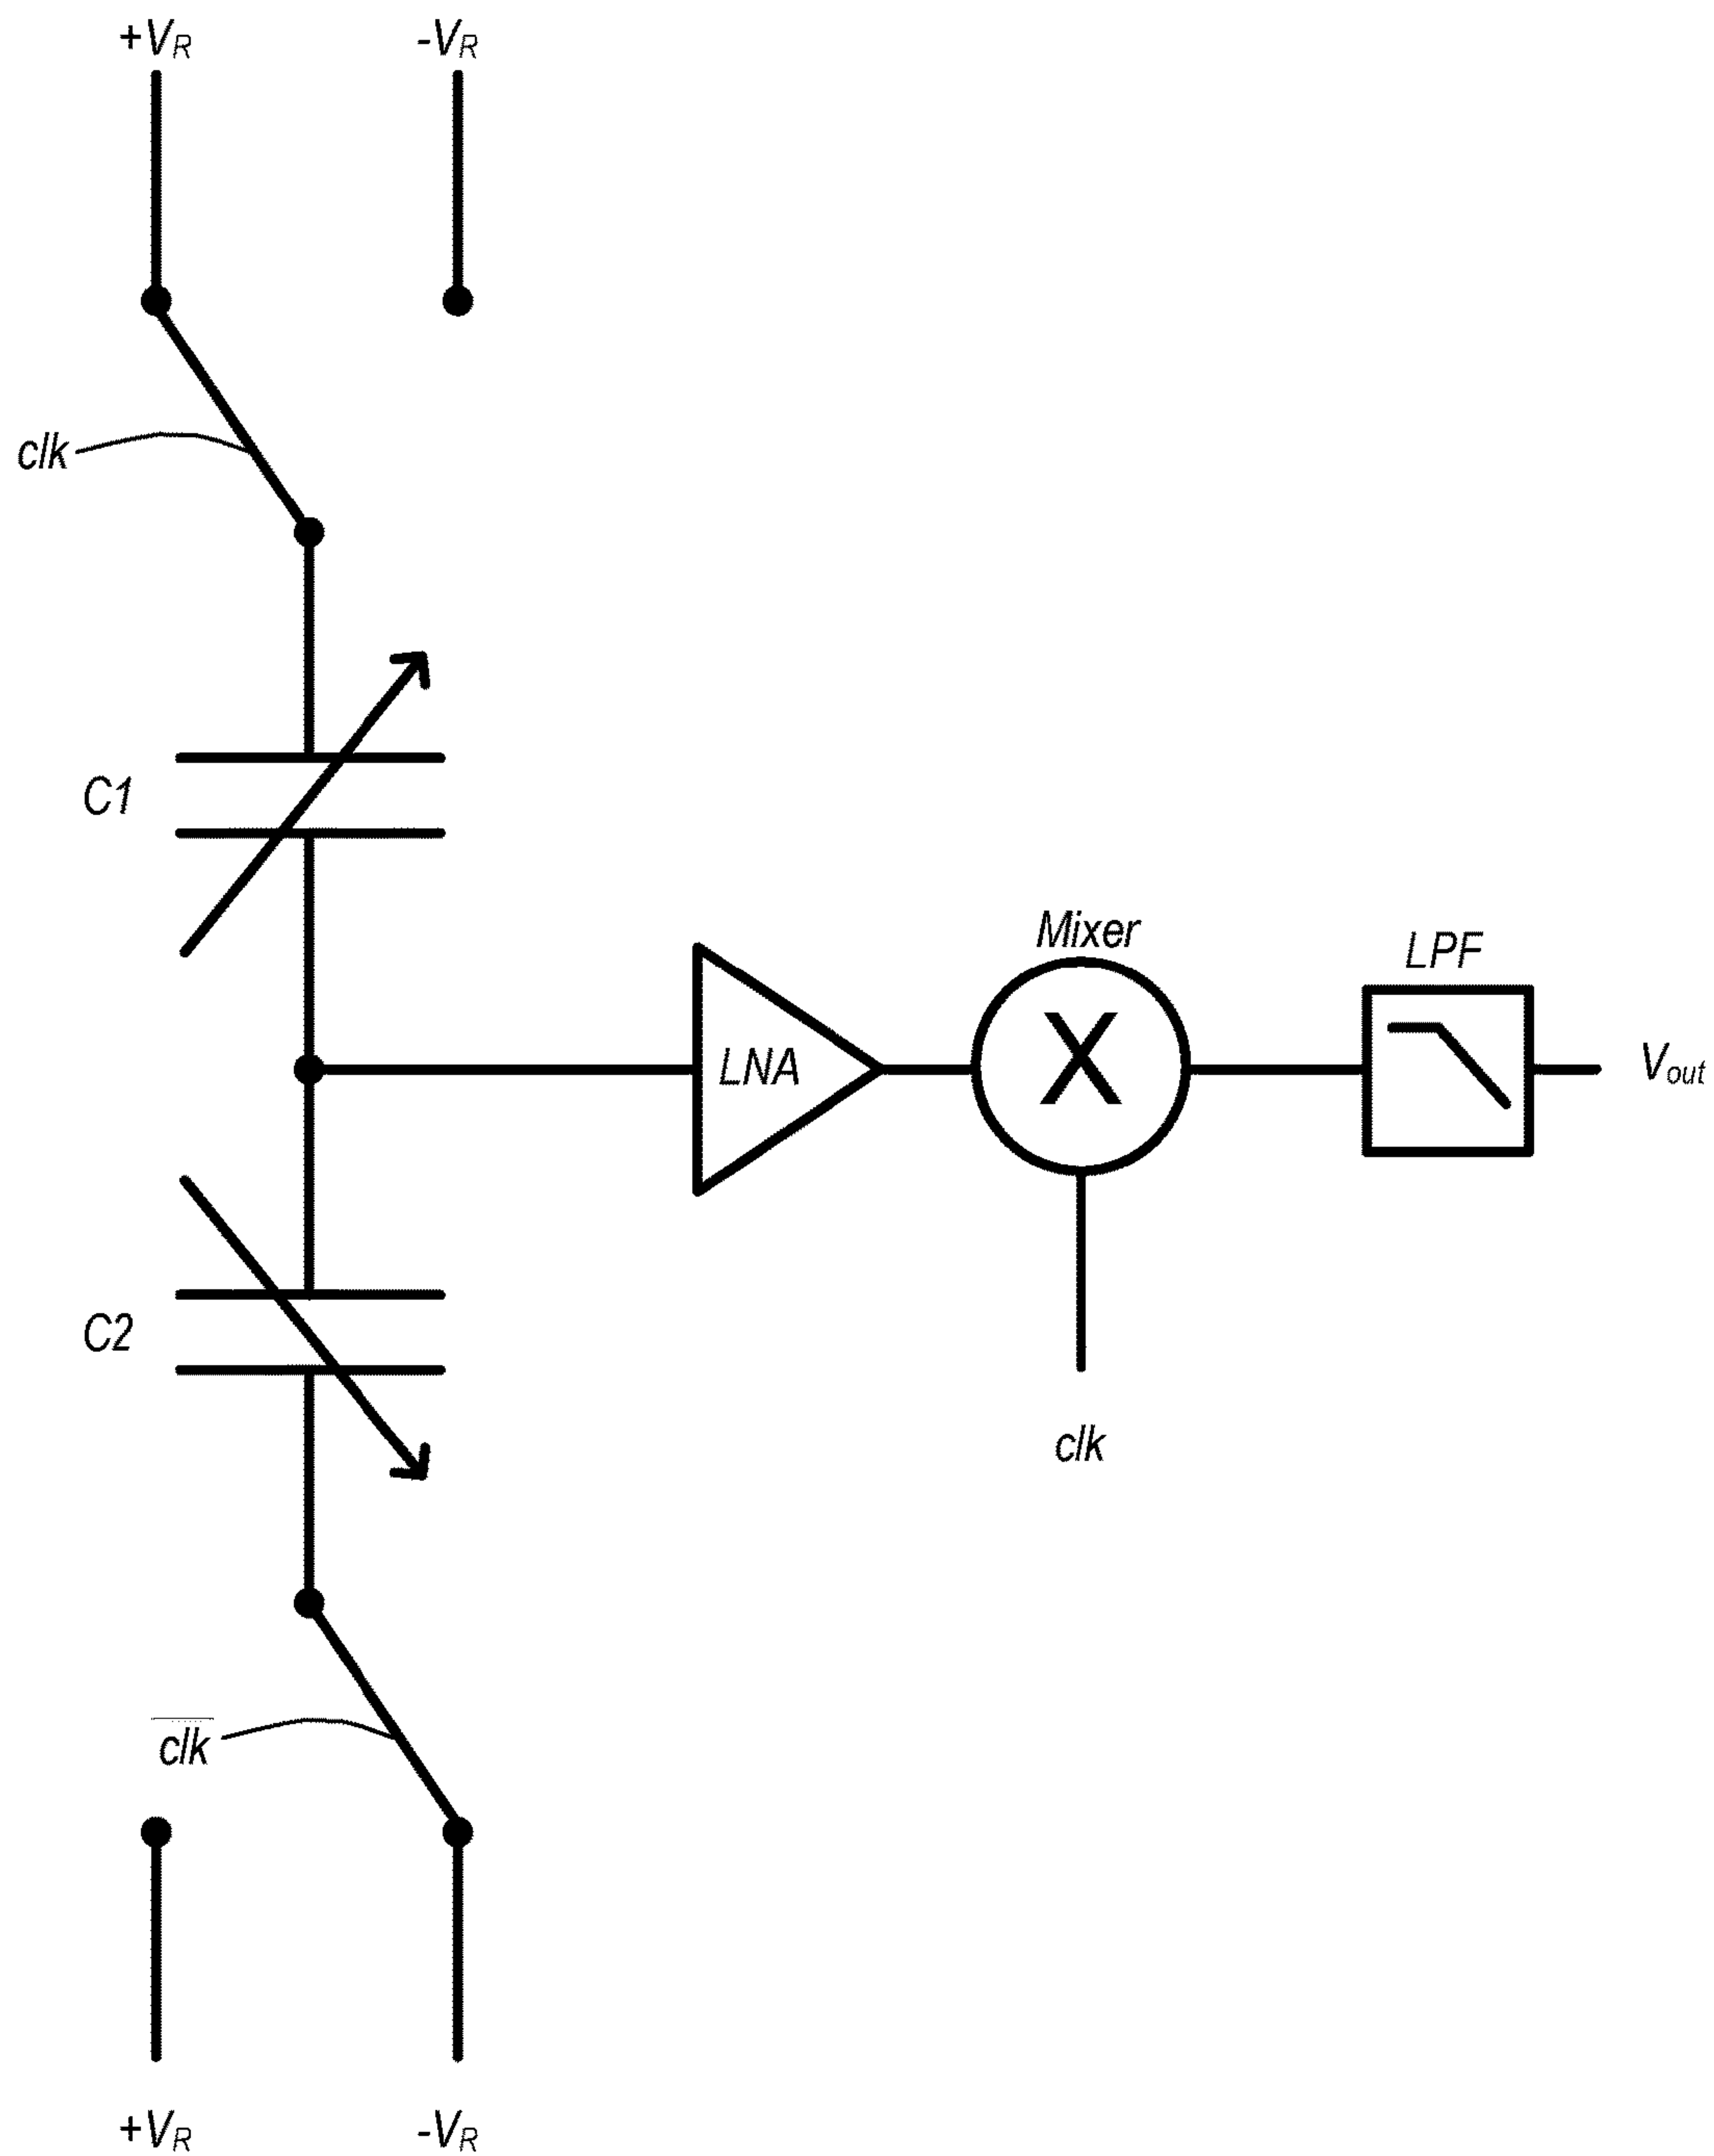 +VR -VR
clk
C1
Mixer
LPF
LNA
X
Vout
C2
clk
clk
+VR -VR